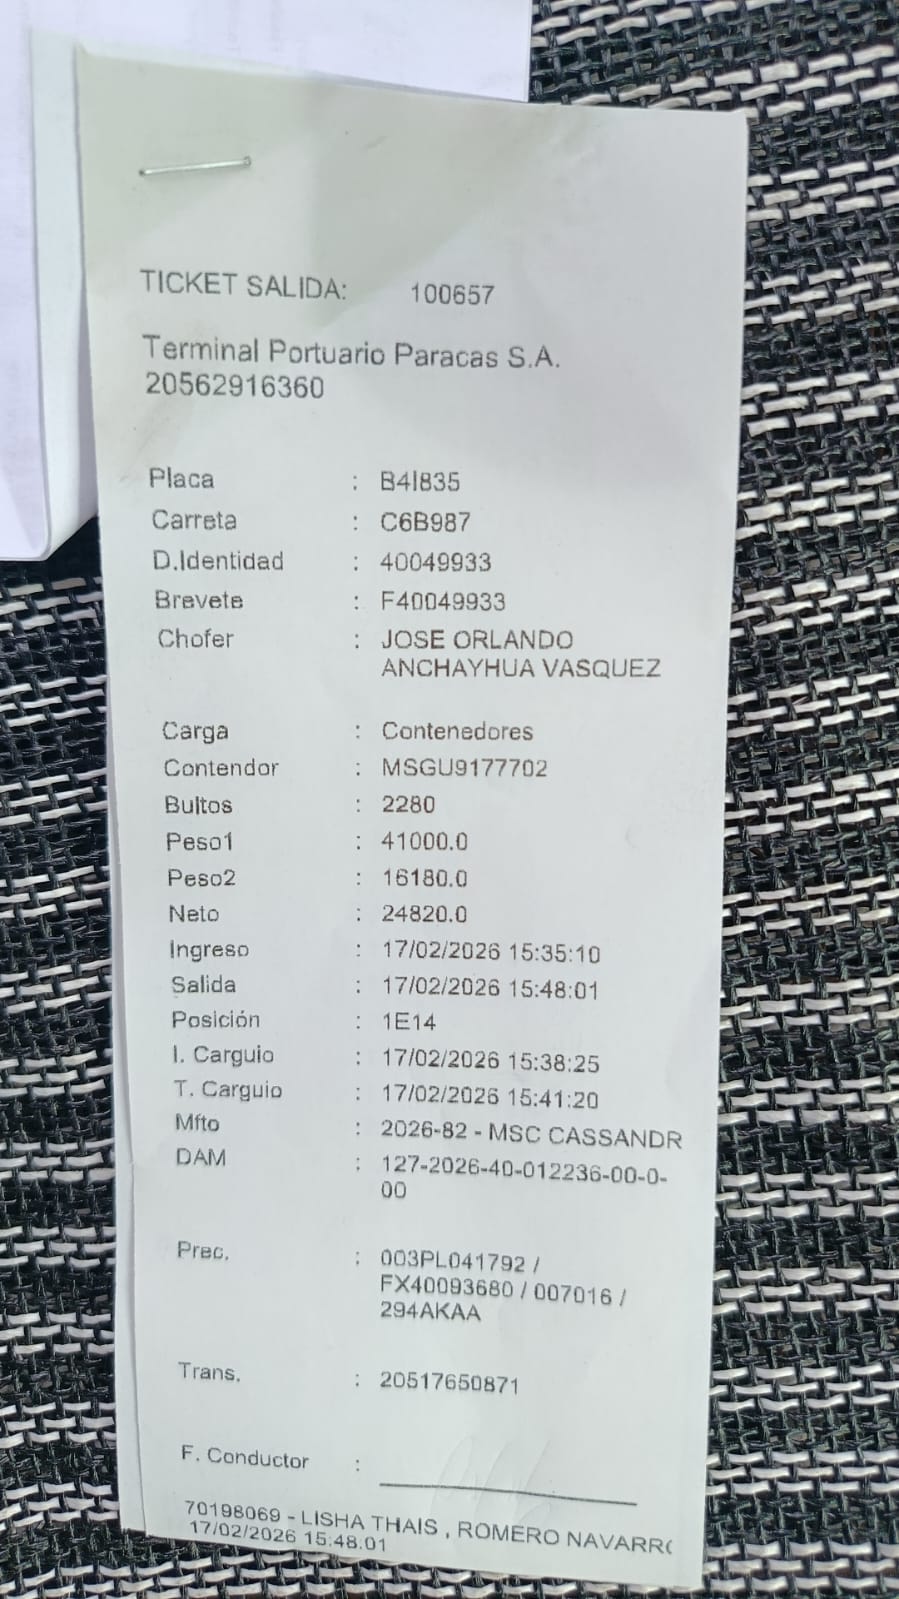 TICKET SALIDA: 100657
Terminal Portuario Paracas S.A.
20562916360
Placa : B4I835
Carreta : C6B987
D.Identidad : 40049933
Brevete : F40049933
Chofer : JOSE ORLANDO
ANCHAYHUA VASQUEZ
Carga : Contenedores
Contendor : MSGU9177702
Bultos : 2280
Peso1 : 41000.0
Peso2 : 16180.0
Neto : 24820.0
Ingreso : 17/02/2026 15:35:10
Salida : 17/02/2026 15:48:01
Posición : 1E14
I. Carguio : 17/02/2026 15:38:25
T. Carguio : 17/02/2026 15:41:20
Mfto : 2026-82 - MSC CASSANDR
DAM : 127-2026-40-012236-00-0-
00
Prec. : 003PL041792 /
FX40093680 / 007016 /
294AKAA
Trans. : 20517650871
F. Conductor :
70198069 - LISHA THAIS , ROMERO NAVARR
17/02/2026 15:48:01